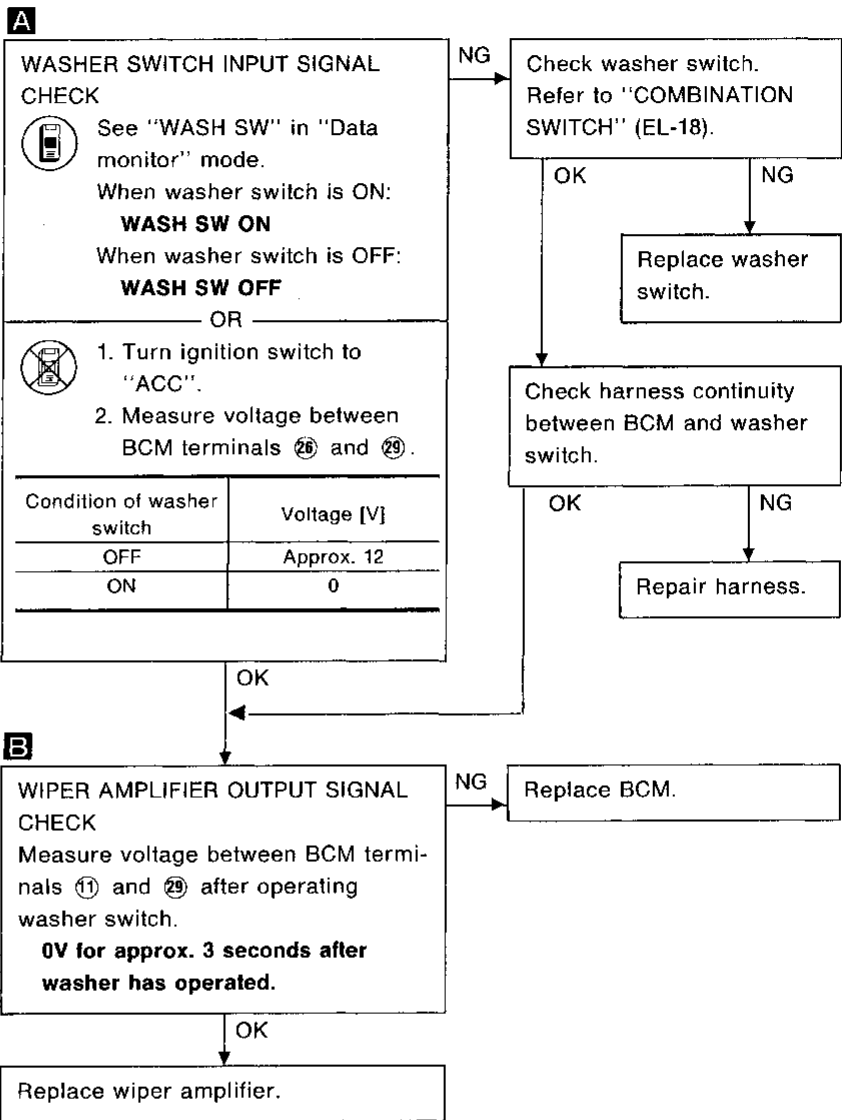 A
WASHER SWITCH INPUT SIGNAL
CHECK
See "WASH SW" in "Data
monitor" mode.
When washer switch is ON:
WASH SW ON
When washer switch is OFF:
WASH SW OFF
OR
1. Turn ignition switch to
"ACC".
2. Measure voltage between
BCM terminals ㉖ and ㉙.
Condition of washer
switch
Voltage [V]
OFF Approx. 12
ON 0
NG
Check washer switch.
Refer to "COMBINATION
SWITCH" (EL-18).
OK NG
Replace washer
switch.
Check harness continuity
between BCM and washer
switch.
OK NG
Repair harness.
OK
B
WIPER AMPLIFIER OUTPUT SIGNAL
CHECK
Measure voltage between BCM termi-
nals ⑪ and ㉙ after operating
washer switch.
0V for approx. 3 seconds after
washer has operated.
NG
Replace BCM.
OK
Replace wiper amplifier.